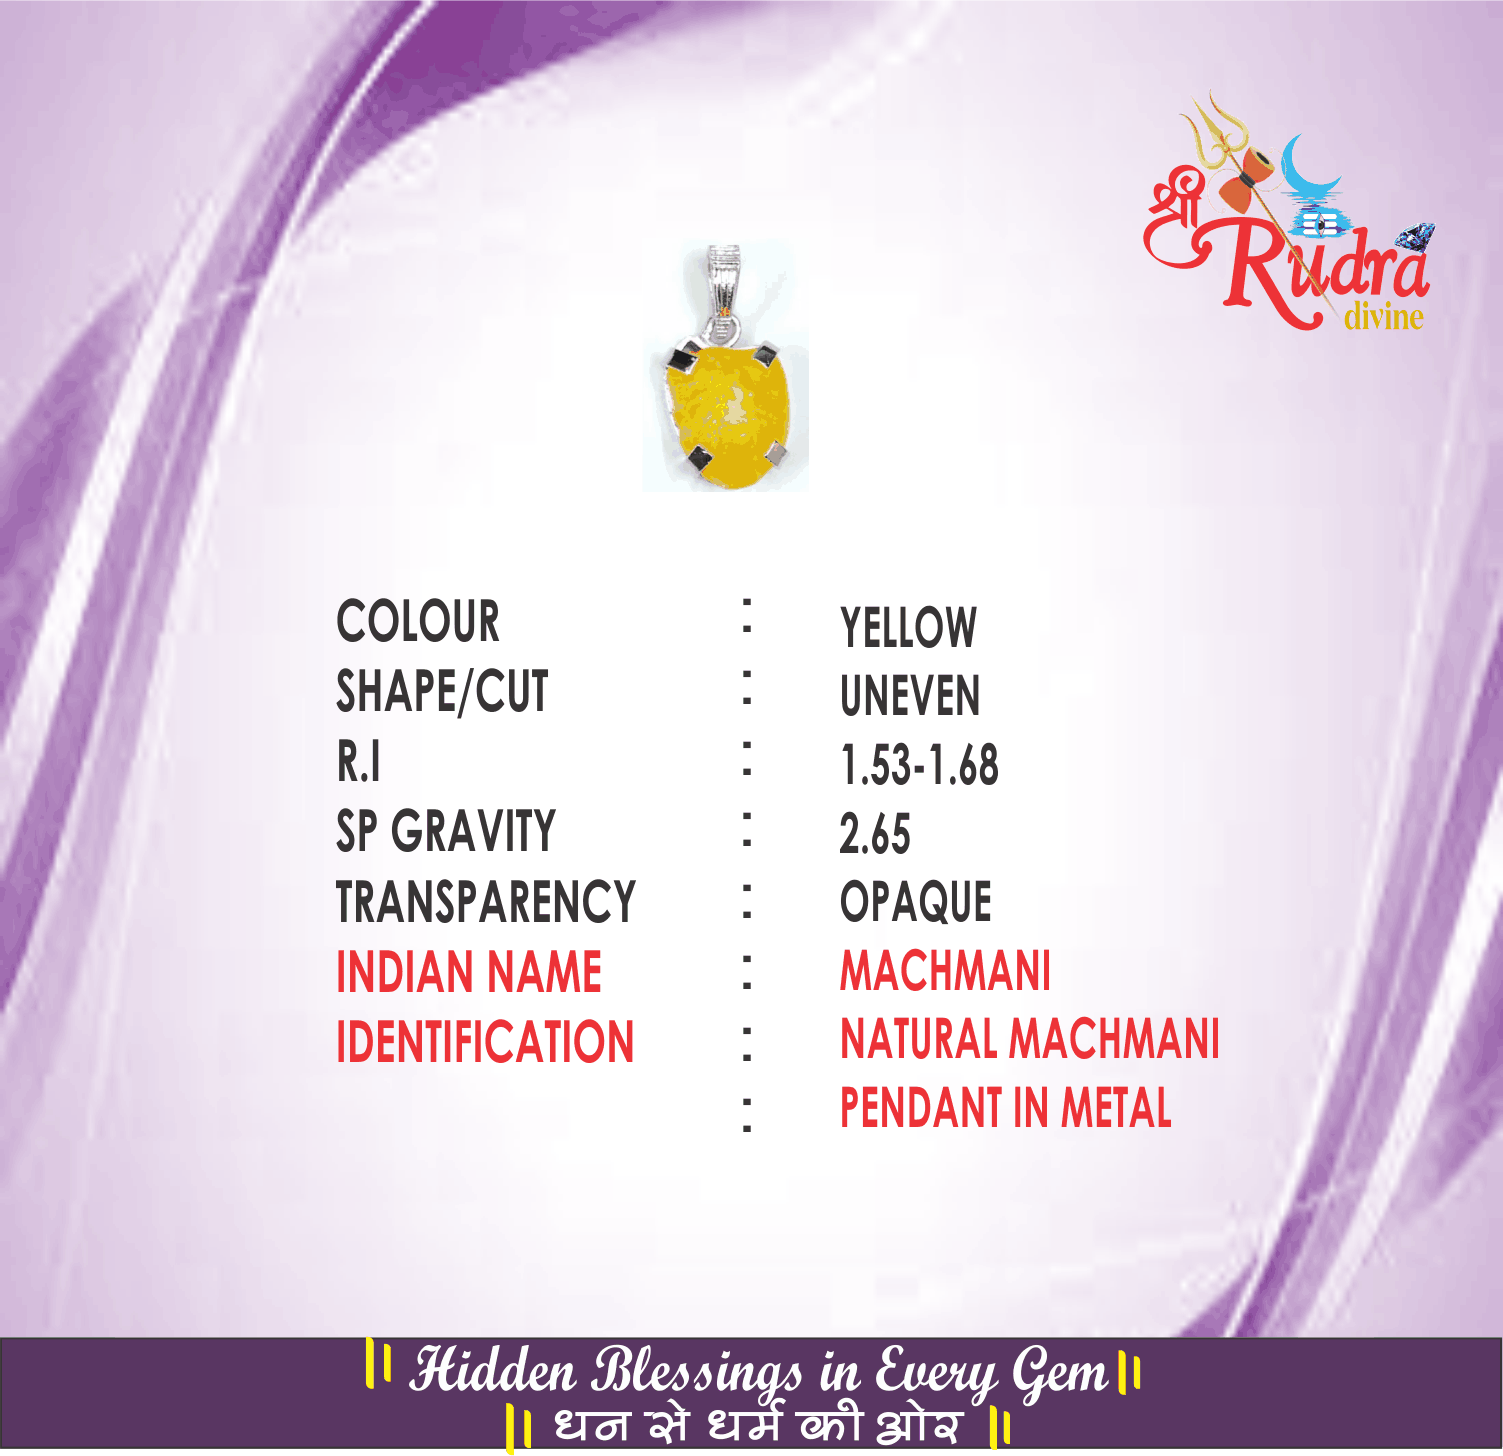 श्री Rudra
divine
COLOUR : YELLOW
SHAPE/CUT : UNEVEN
R.I : 1.53-1.68
SP GRAVITY : 2.65
TRANSPARENCY : OPAQUE
INDIAN NAME : MACHMANI
IDENTIFICATION : NATURAL MACHMANI
: PENDANT IN METAL
|| Hidden Blessings in Every Gem ||
|| धन से धर्म की ओर ||